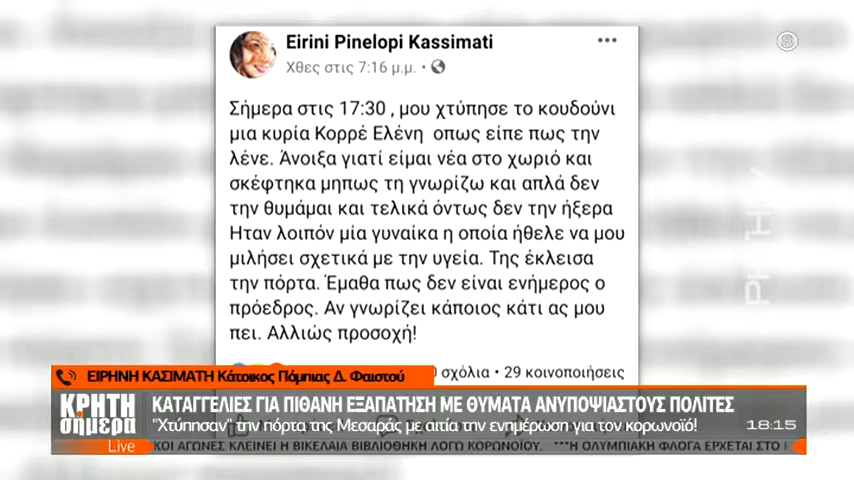 Eirini Pinelopi Kassimati
Χθες στις 7:16 μ.μ. •
Σήμερα στις 17:30 , μου χτύπησε το κουδούνι
μια κυρία Κορρέ Ελένη οπως είπε πως την
λένε. Άνοιξα γιατί είμαι νέα στο χωριό και
σκέφτηκα μηπως τη γνωρίζω και απλά δεν
την θυμάμαι και τελικά όντως δεν την ήξερα
Ηταν λοιπόν μία γυναίκα η οποία ήθελε να μου
μιλήσει σχετικά με την υγεία. Της έκλεισα
την πόρτα. Έμαθα πως δεν είναι ενήμερος ο
πρόεδρος. Αν γνωρίζει κάποιος κάτι ας μου
πει. Αλλιώς προσοχή!
σχόλια • 29 κοινοποιήσεις
ΕΙΡΗΝΗ ΚΑΣΙΜΑΤΗ Κάτοικος Πόμπιας Δ. Φαιστού
ΚΡΗΤΗ
σήμερα
Live
ΚΑΤΑΓΓΕΛΙΕΣ ΓΙΑ ΠΙΘΑΝΗ ΕΞΑΠΑΤΗΣΗ ΜΕ ΘΥΜΑΤΑ ΑΝΥΠΟΨΙΑΣΤΟΥΣ ΠΟΛΙΤΕΣ
"Χτύπησαν" την πόρτα της Μεσαράς με αιτία την ενημέρωση για τον κορωνοϊό!
18:15
ΚΟΙ ΑΓΩΝΕΣ ΚΛΕΙΝΕΙ Η ΒΙΚΕΛΑΙΑ ΒΙΒΛΙΟΘΗΚΗ ΛΟΓΩ ΚΟΡΩΝΟΪΟΥ. ***Η ΟΛΥΜΠΙΑΚΗ ΦΛΟΓΑ ΕΡΧΕΤΑΙ ΣΤΟ